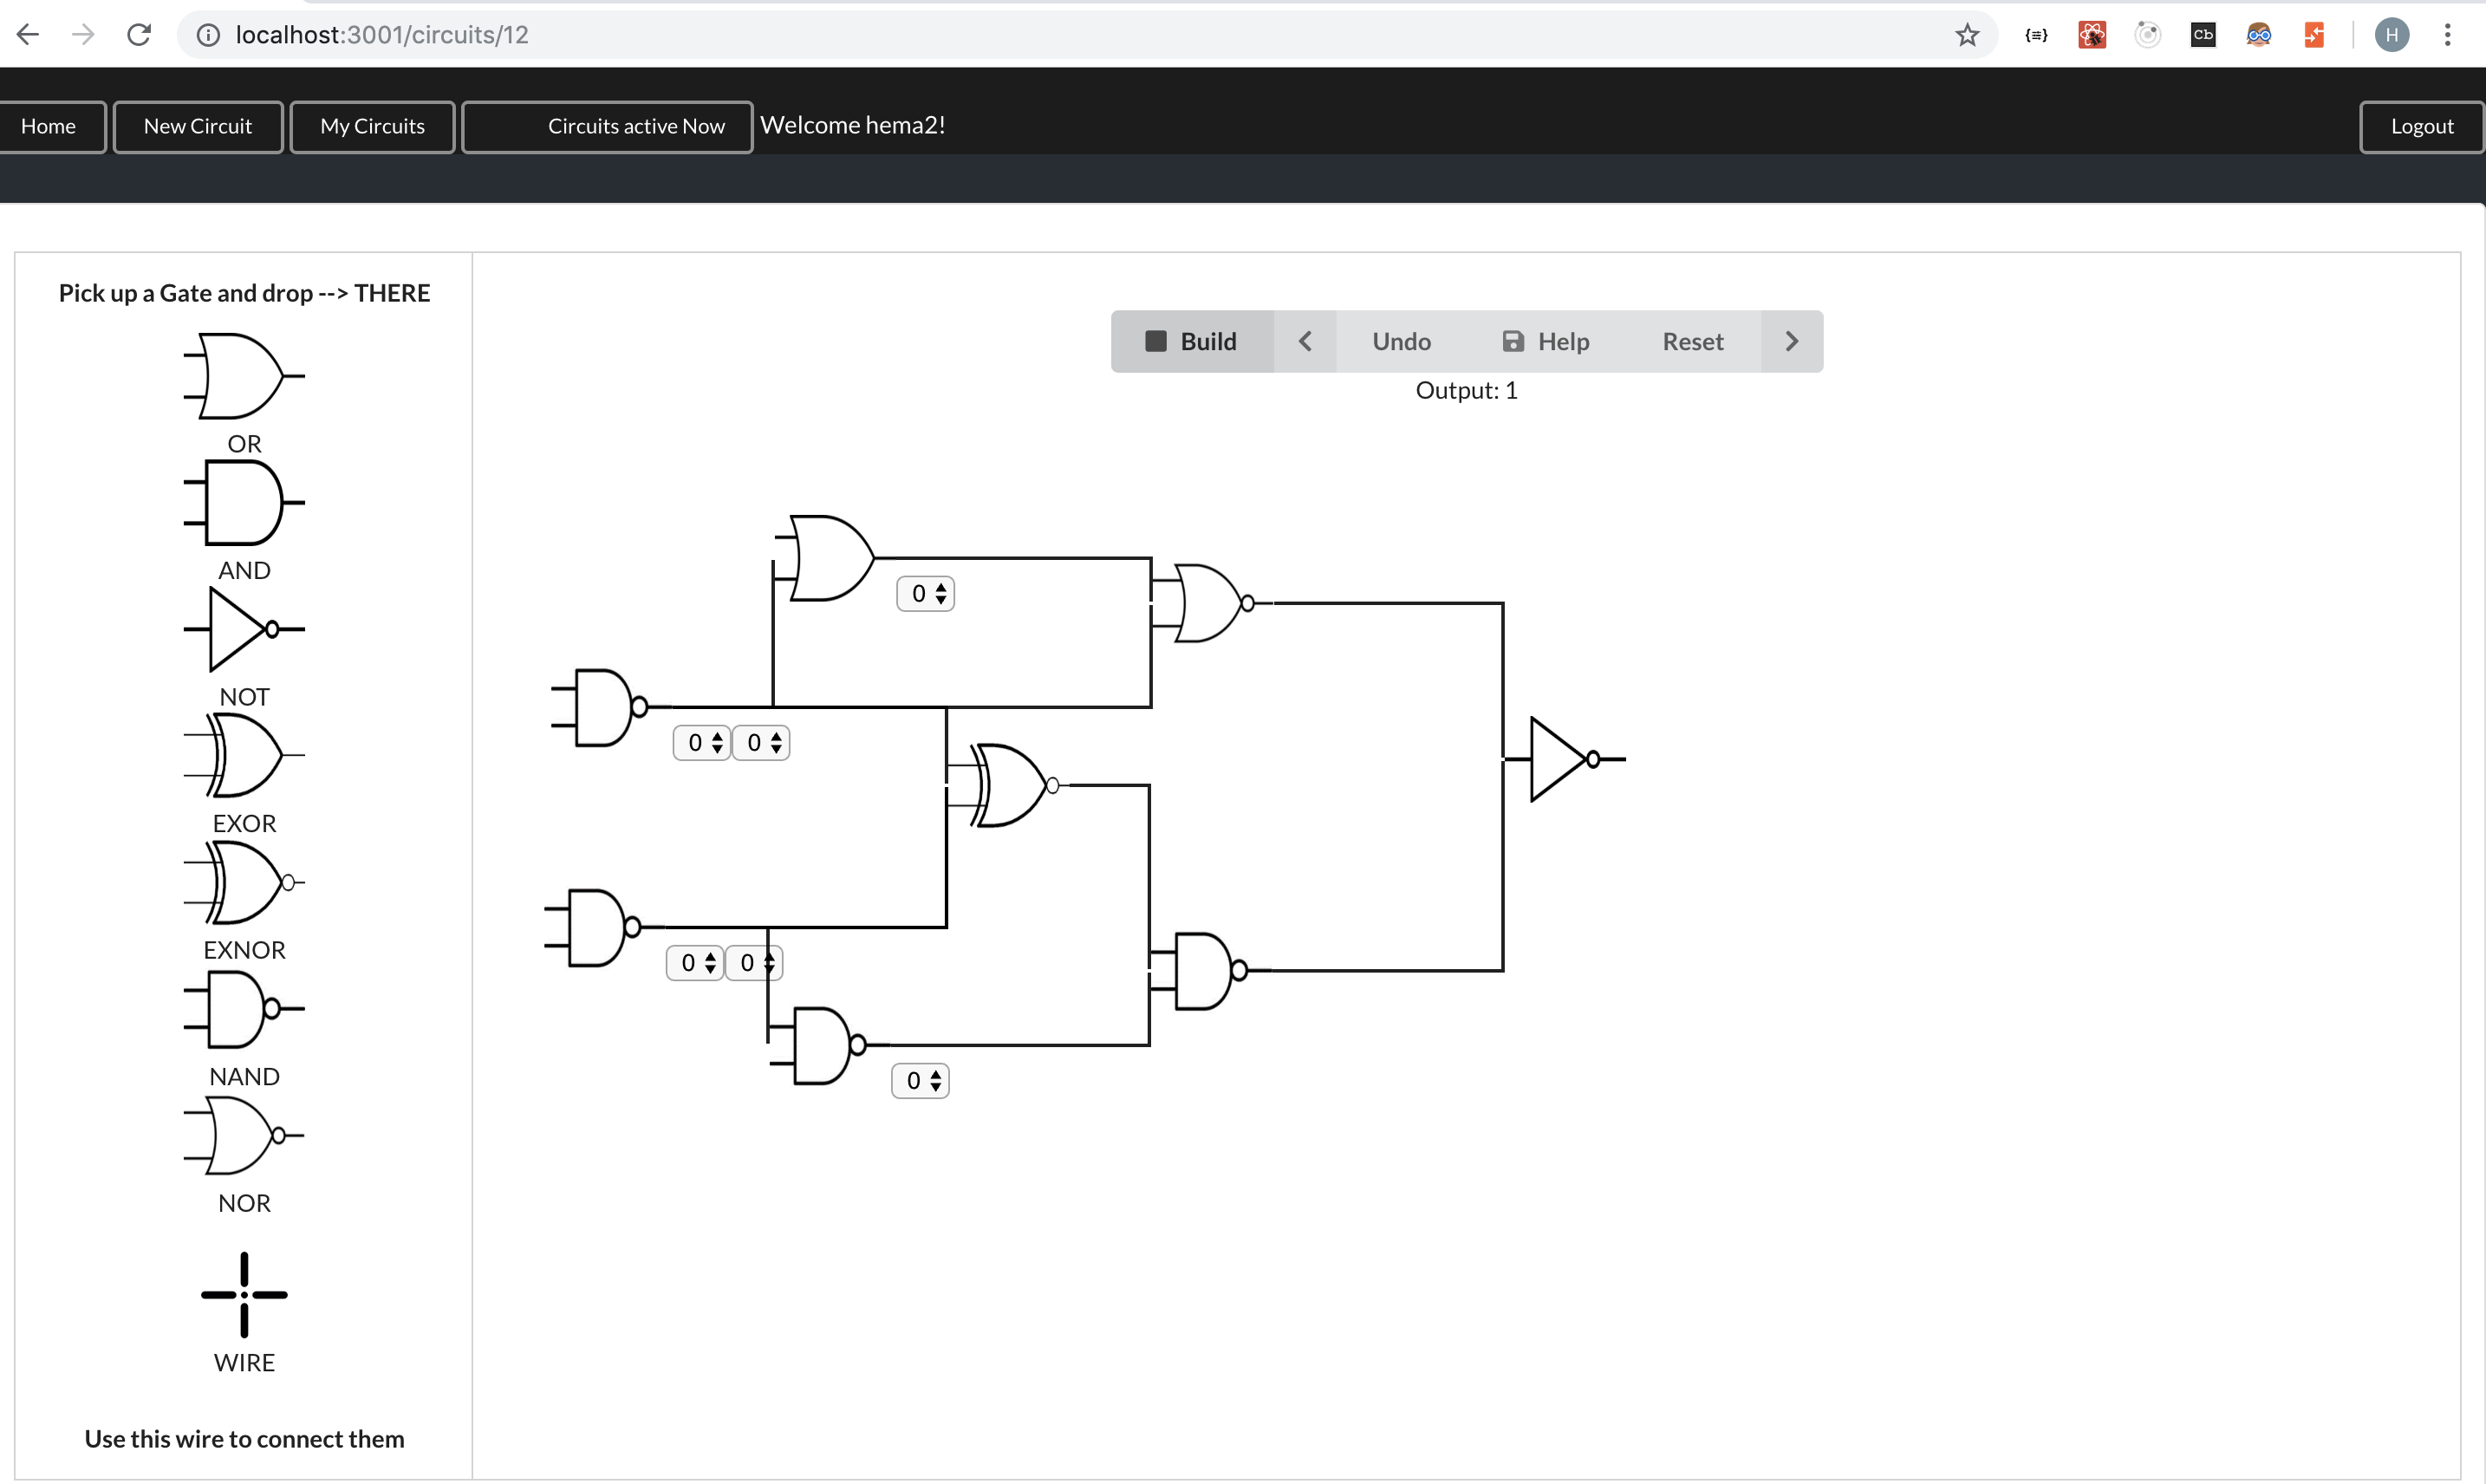 localhost:3001/circuits/12
{≡}
Cb
H
Home
New Circuit
My Circuits
Circuits active Now
Welcome hema2!
Logout
Pick up a Gate and drop --> THERE
Build
Undo
Help
Reset
Output: 1
OR
AND
NOT
EXOR
EXNOR
NAND
NOR
WIRE
Use this wire to connect them
0
0 0
0 0
0